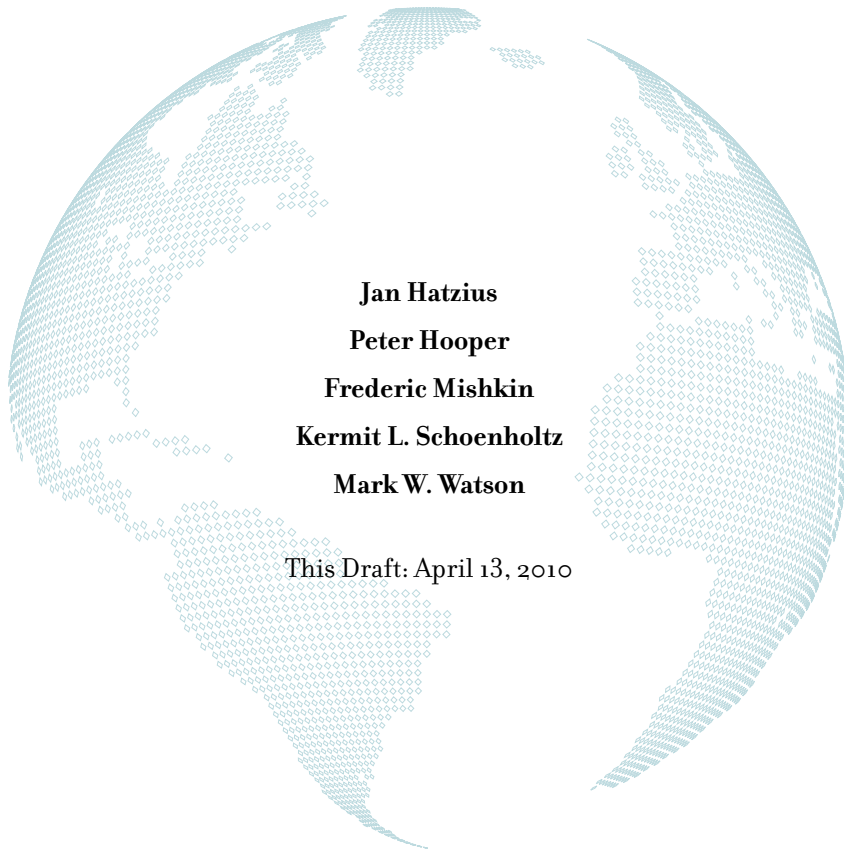 Jan Hatzius
Peter Hooper
Frederic Mishkin
Kermit L. Schoenholtz
Mark W. Watson
This Draft: April 13, 2010